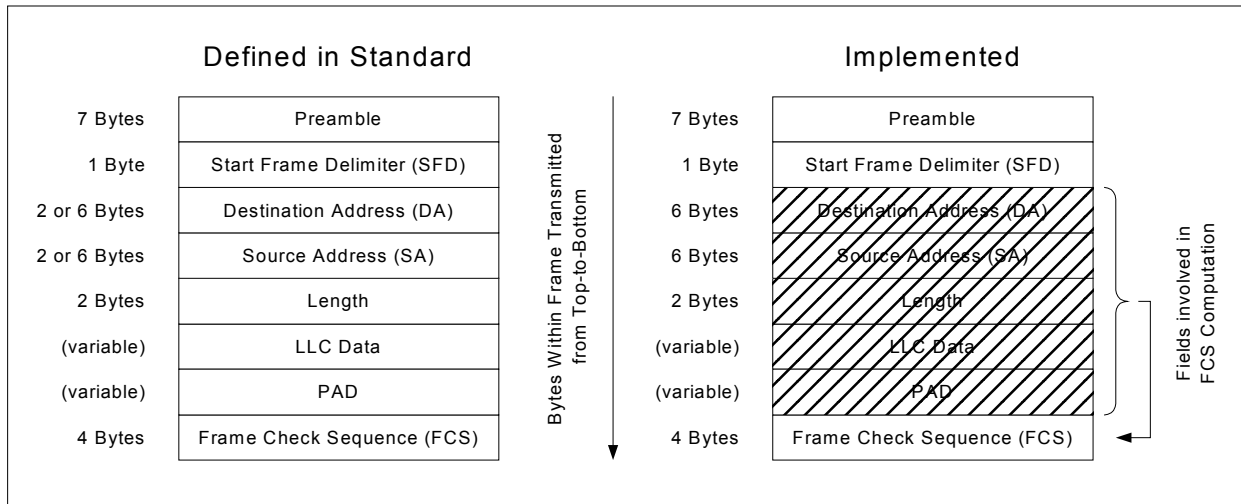 Defined in Standard
7 Bytes Preamble
1 Byte Start Frame Delimiter (SFD)
2 or 6 Bytes Destination Address (DA)
2 or 6 Bytes Source Address (SA)
2 Bytes Length
(variable) LLC Data
(variable) PAD
4 Bytes Frame Check Sequence (FCS)
Bytes Within Frame Transmitted
from Top-to-Bottom
Implemented
7 Bytes Preamble
1 Byte Start Frame Delimiter (SFD)
6 Bytes Destination Address (DA)
6 Bytes Source Address (SA)
2 Bytes Length
(variable) LLC Data
(variable) PAD
4 Bytes Frame Check Sequence (FCS)
Fields involved in
FCS Computation